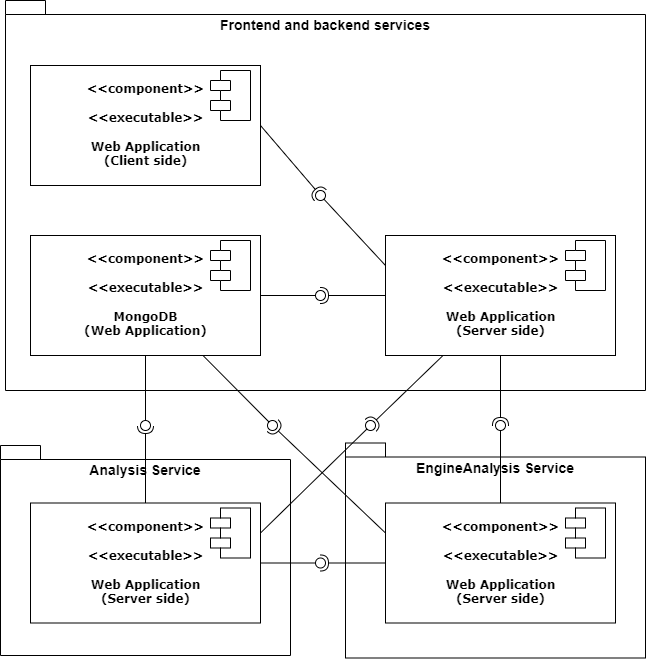 Frontend and backend services
<<component>>
<<executable>>
Web Application
(Client side)
<<component>>
<<executable>>
MongoDB
(Web Application)
<<component>>
<<executable>>
Web Application
(Server side)
Analysis Service
<<component>>
<<executable>>
Web Application
(Server side)
EngineAnalysis Service
<<component>>
<<executable>>
Web Application
(Server side)